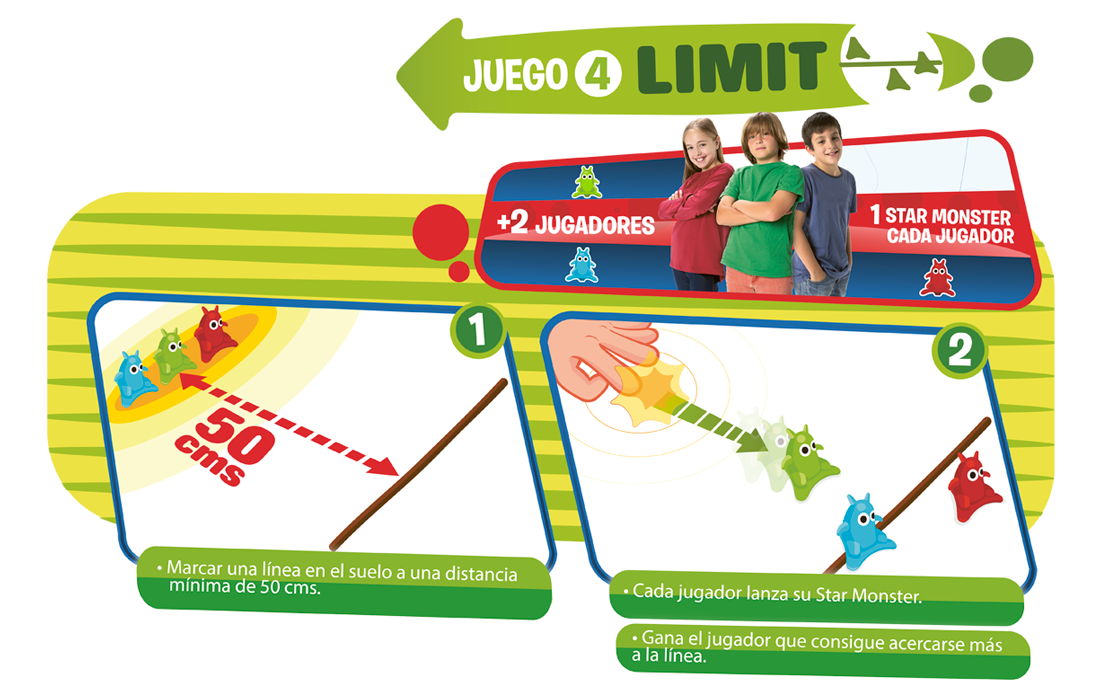 JUEGO 4 LIMIT
+2 JUGADORES
1 STAR MONSTER
CADA JUGADOR
1
50
cms
• Marcar una línea en el suelo a una distancia
mínima de 50 cms.
2
• Cada jugador lanza su Star Monster.
• Gana el jugador que consigue acercarse más
a la línea.